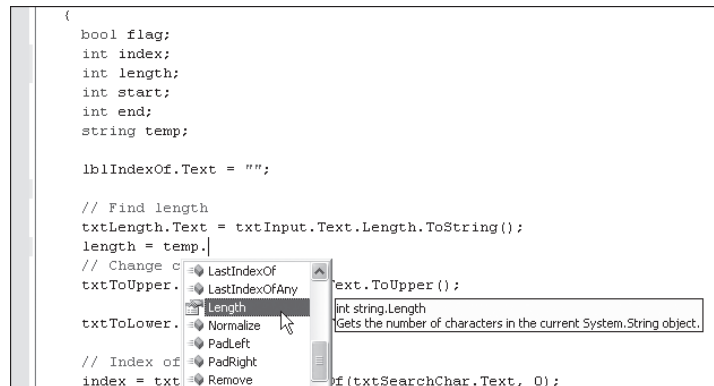 {
bool flag;
int index;
int length;
int start;
int end;
string temp;
lblIndexOf.Text = "";
// Find length
txtLength.Text = txtInput.Text.Length.ToString();
length = temp.
// Change c
LastIndexOf
txtToUpper. LastIndexOfAny ext.ToUpper();
Length int string.Length
txtToLower. Normalize Gets the number of characters in the current System.String object.
PadLeft
// Index of PadRight
index = txt Remove Of(txtSearchChar.Text, 0);